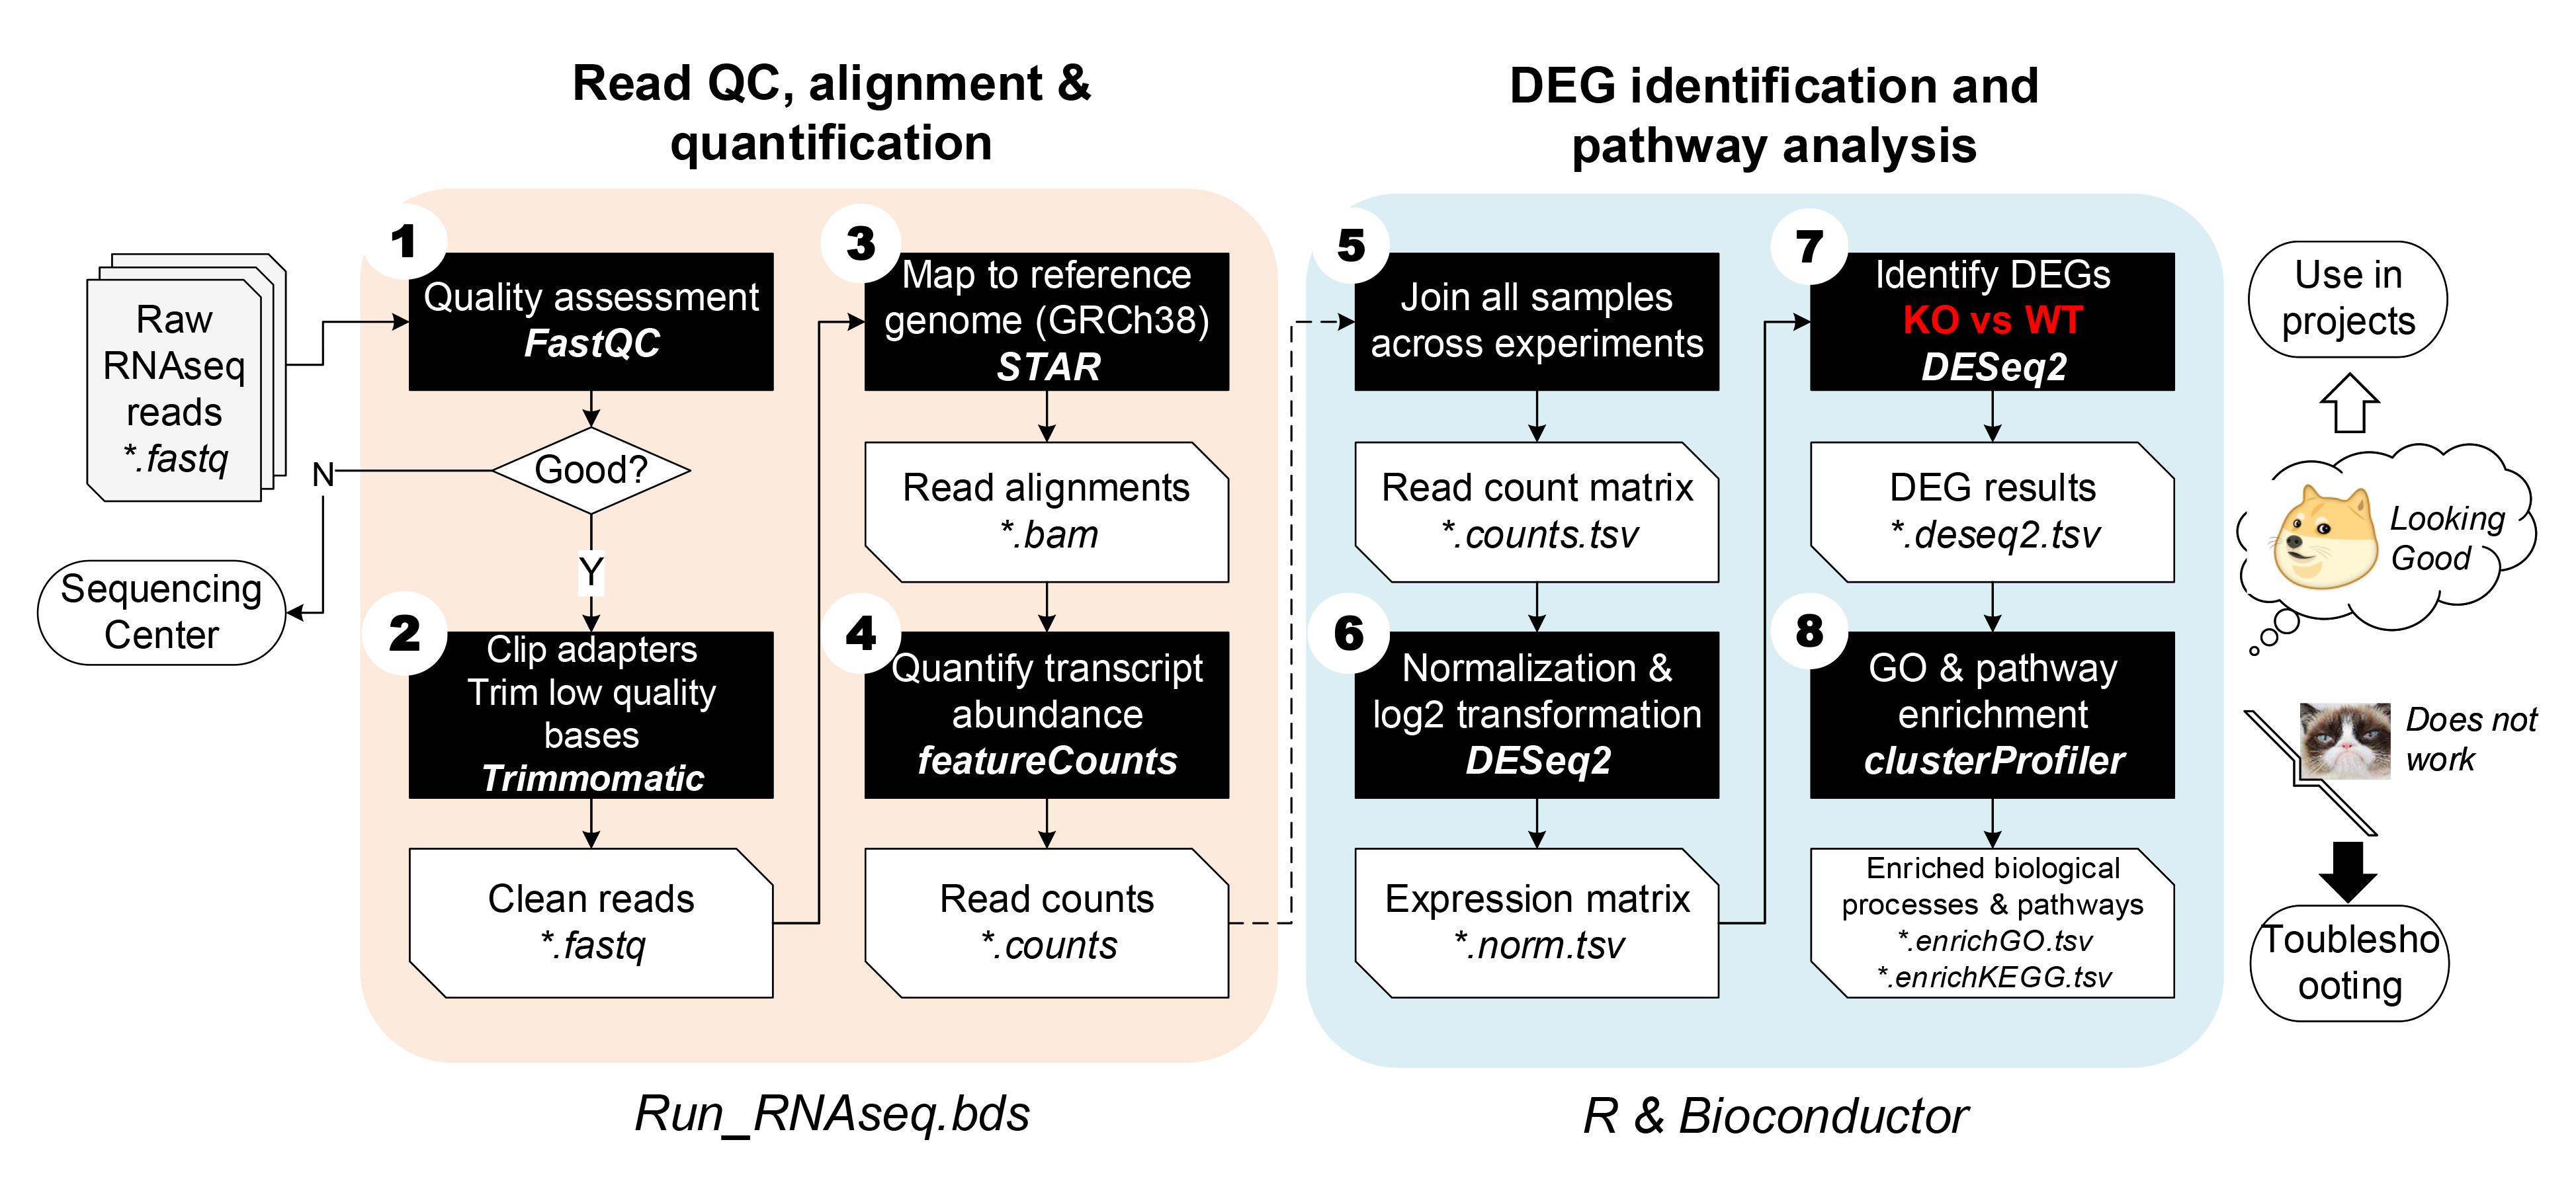 Read QC, alignment &
quantification
DEG identification and
pathway analysis
Raw
RNAseq
reads
*.fastq
Sequencing
Center
1
Quality assessment
FastQC
Good?
N
Y
2
Clip adapters
Trim low quality
bases
Trimmomatic
Clean reads
*.fastq
3
Map to reference
genome (GRCh38)
STAR
Read alignments
*.bam
4
Quantify transcript
abundance
featureCounts
Read counts
*.counts
5
Join all samples
across experiments
Read count matrix
*.counts.tsv
6
Normalization &
log2 transformation
DESeq2
Expression matrix
*.norm.tsv
7
Identify DEGs
KO vs WT
DESeq2
DEG results
*.deseq2.tsv
8
GO & pathway
enrichment
clusterProfiler
Enriched biological
processes & pathways
*.enrichGO.tsv
*.enrichKEGG.tsv
Use in
projects
Looking
Good
Does not
work
Toublesho
ooting
Run_RNAseq.bds
R & Bioconductor